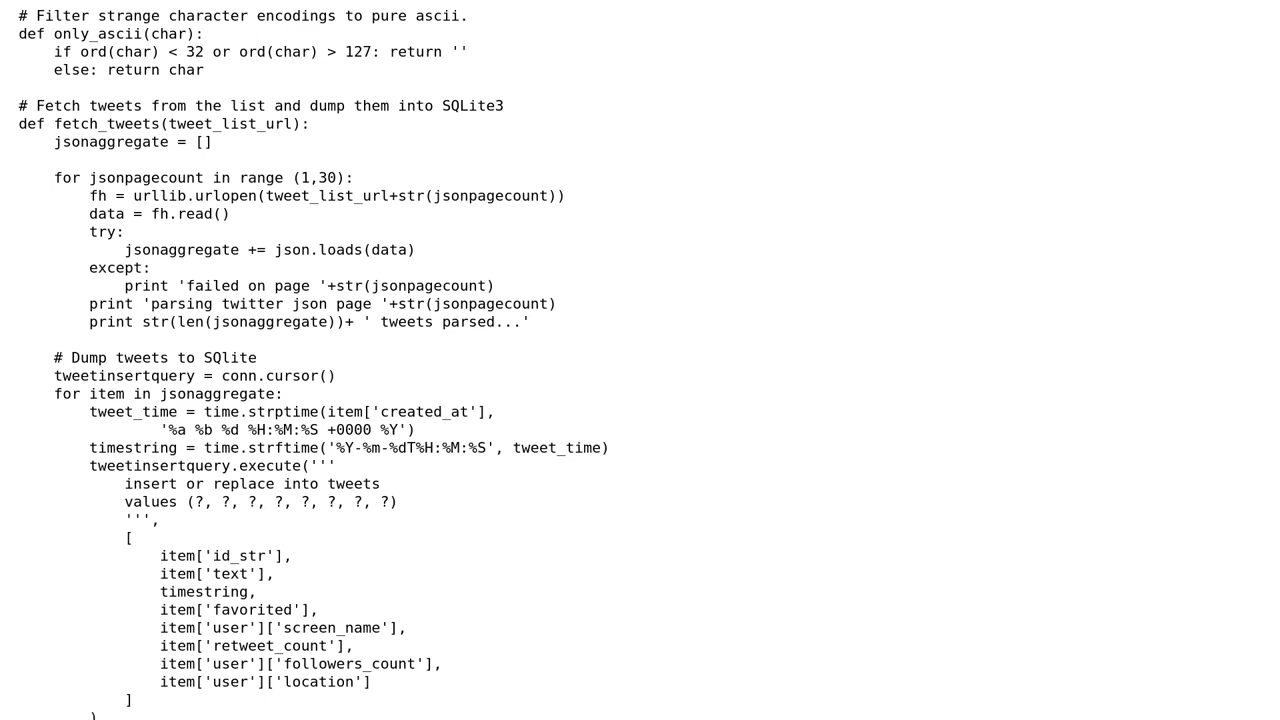 # Filter strange character encodings to pure ascii.
def only_ascii(char):
    if ord(char) < 32 or ord(char) > 127: return ''
    else: return char

# Fetch tweets from the list and dump them into SQLite3
def fetch_tweets(tweet_list_url):
    jsonaggregate = []

    for jsonpagecount in range (1,30):
        fh = urllib.urlopen(tweet_list_url+str(jsonpagecount))
        data = fh.read()
        try:
            jsonaggregate += json.loads(data)
        except:
            print 'failed on page '+str(jsonpagecount)
        print 'parsing twitter json page '+str(jsonpagecount)
        print str(len(jsonaggregate))+ ' tweets parsed...'

    # Dump tweets to SQlite
    tweetinsertquery = conn.cursor()
    for item in jsonaggregate:
        tweet_time = time.strptime(item['created_at'],
                '%a %b %d %H:%M:%S +0000 %Y')
        timestring = time.strftime('%Y-%m-%dT%H:%M:%S', tweet_time)
        tweetinsertquery.execute('''
            insert or replace into tweets
            values (?, ?, ?, ?, ?, ?, ?, ?)
            ''',
            [
                item['id_str'],
                item['text'],
                timestring,
                item['favorited'],
                item['user']['screen_name'],
                item['retweet_count'],
                item['user']['followers_count'],
                item['user']['location']
            ]
        )